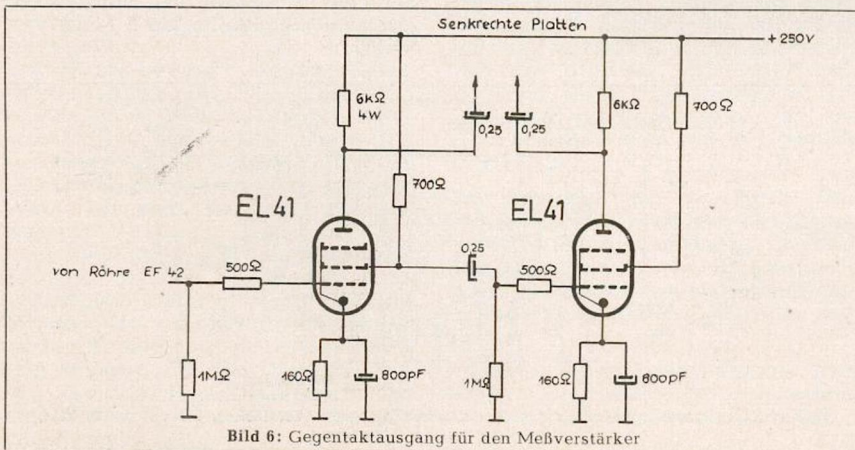 Senkrechte Platten
+ 250V
6kΩ
4W
0,25
0,25
6kΩ
700Ω
700Ω
EL41
EL41
0,25
von Röhre EF 42
500Ω
500Ω
1MΩ
160Ω
800pF
1MΩ
160Ω
800pF
Bild 6: Gegentaktausgang für den Meßverstärker